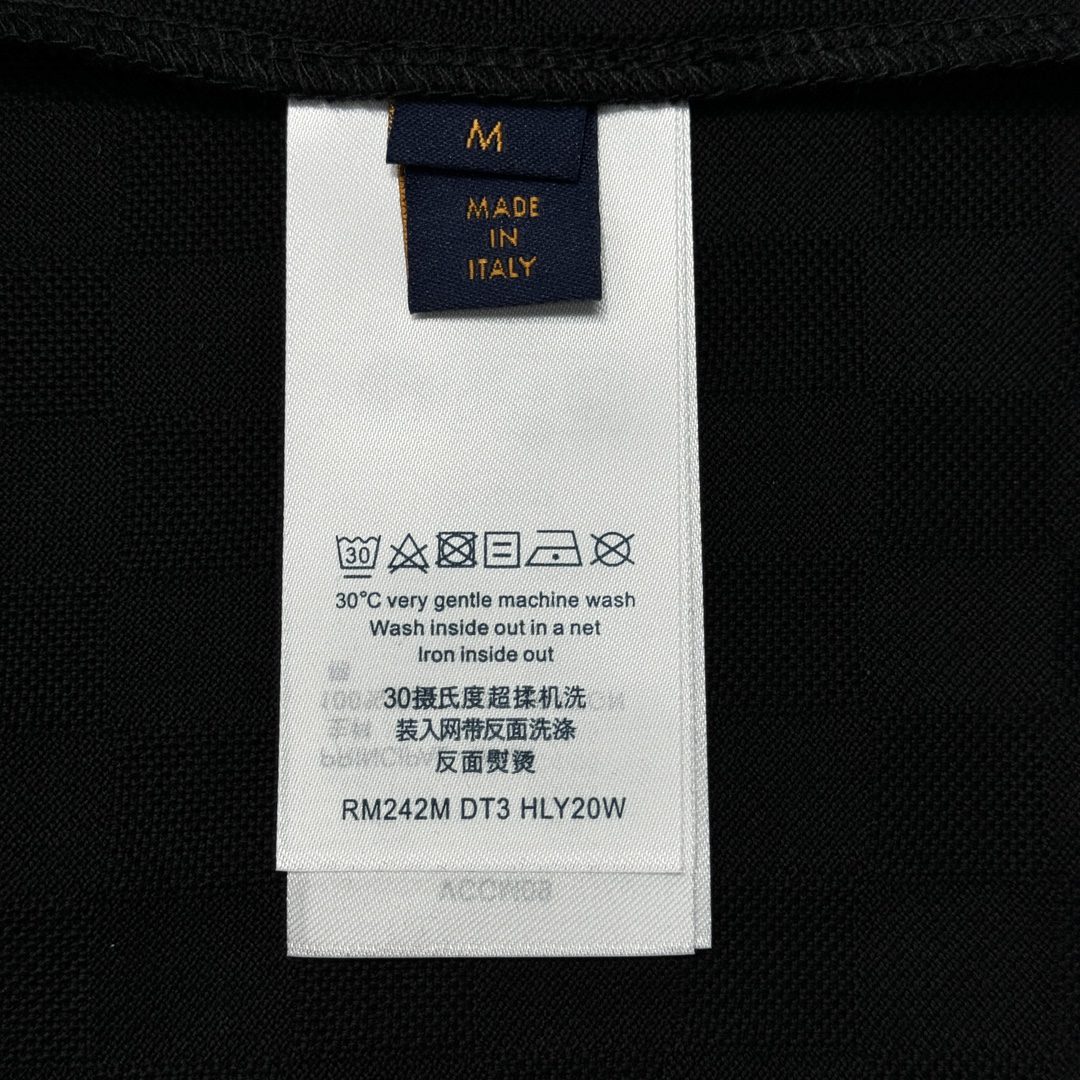 M
MADE
IN
ITALY
30
30°C very gentle machine wash
Wash inside out in a net
Iron inside out
30摄氏度超揉机洗
装入网带反面洗涤
反面熨烫
RM242M DT3 HLY20W